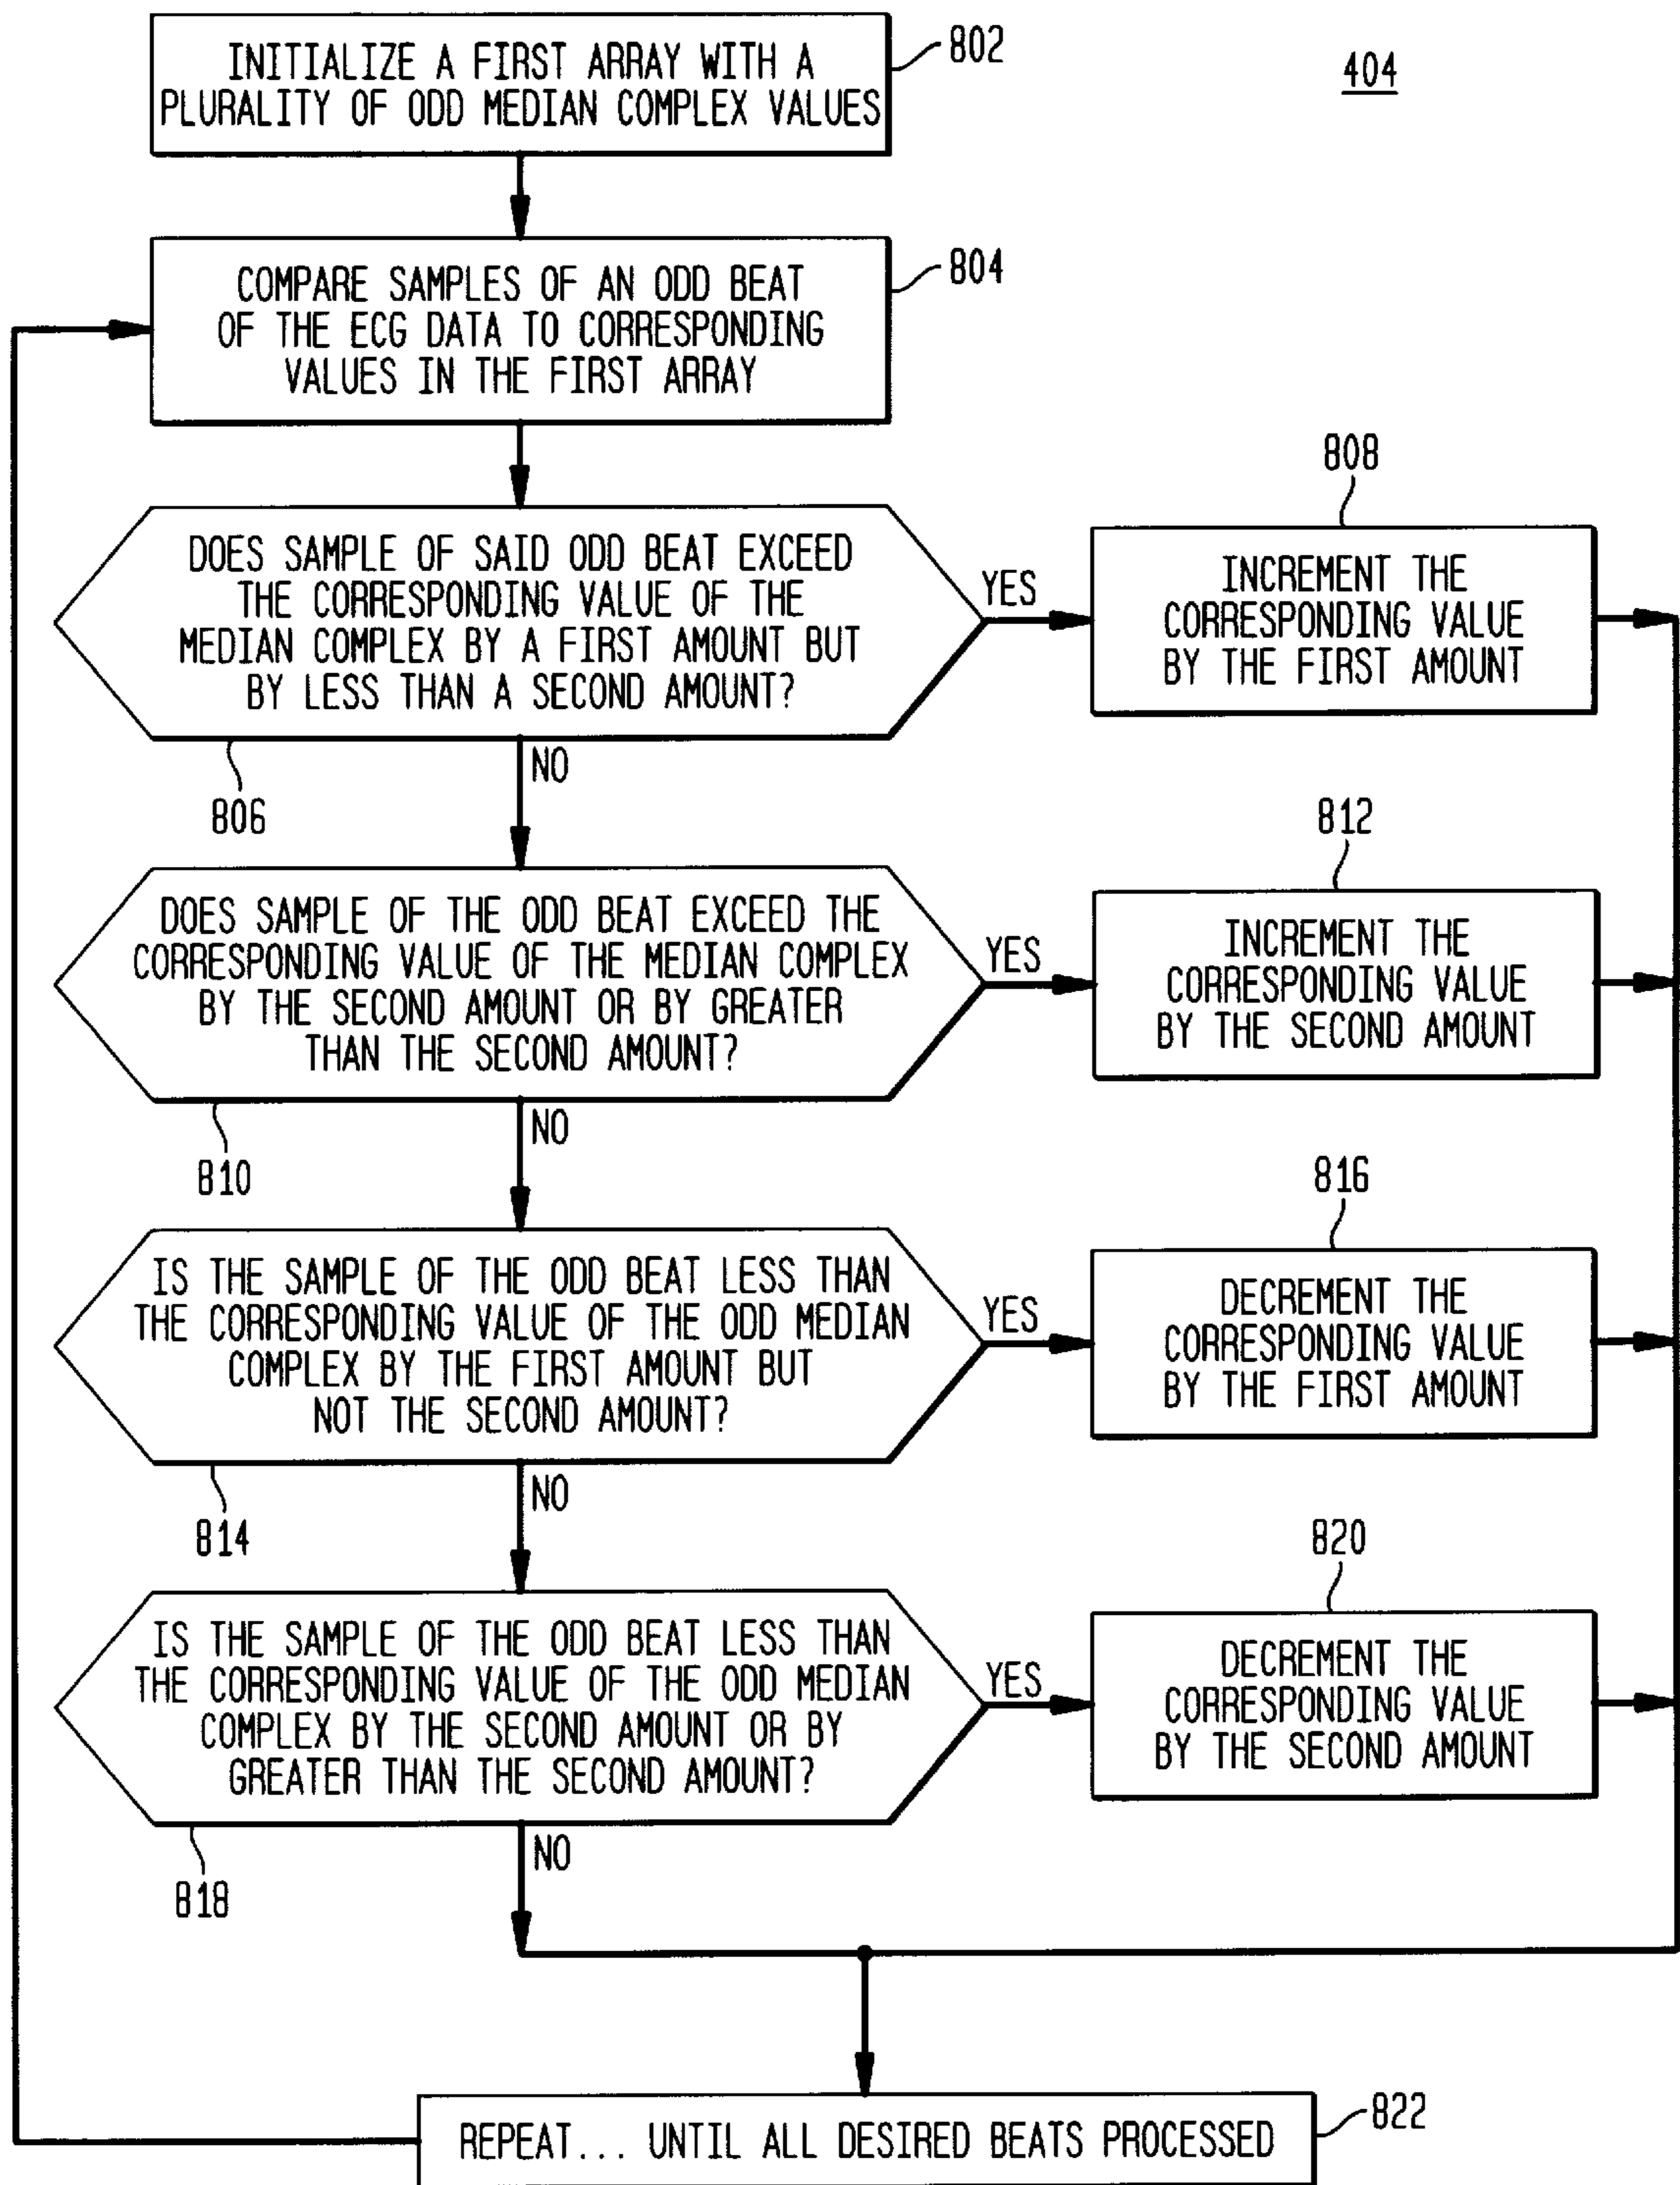 404
INITIALIZE A FIRST ARRAY WITH A
PLURALITY OF ODD MEDIAN COMPLEX VALUES
802
COMPARE SAMPLES OF AN ODD BEAT
OF THE ECG DATA TO CORRESPONDING
VALUES IN THE FIRST ARRAY
804
DOES SAMPLE OF SAID ODD BEAT EXCEED
THE CORRESPONDING VALUE OF THE
MEDIAN COMPLEX BY A FIRST AMOUNT BUT
BY LESS THAN A SECOND AMOUNT?
806
YES
NO
808
INCREMENT THE
CORRESPONDING VALUE
BY THE FIRST AMOUNT
DOES SAMPLE OF THE ODD BEAT EXCEED THE
CORRESPONDING VALUE OF THE MEDIAN COMPLEX
BY THE SECOND AMOUNT OR BY GREATER
THAN THE SECOND AMOUNT?
810
YES
NO
812
INCREMENT THE
CORRESPONDING VALUE
BY THE SECOND AMOUNT
IS THE SAMPLE OF THE ODD BEAT LESS THAN
THE CORRESPONDING VALUE OF THE ODD MEDIAN
COMPLEX BY THE FIRST AMOUNT BUT
NOT THE SECOND AMOUNT?
814
YES
NO
816
DECREMENT THE
CORRESPONDING VALUE
BY THE FIRST AMOUNT
IS THE SAMPLE OF THE ODD BEAT LESS THAN
THE CORRESPONDING VALUE OF THE ODD MEDIAN
COMPLEX BY THE SECOND AMOUNT OR BY
GREATER THAN THE SECOND AMOUNT?
818
YES
NO
820
DECREMENT THE
CORRESPONDING VALUE
BY THE SECOND AMOUNT
REPEAT... UNTIL ALL DESIRED BEATS PROCESSED
822